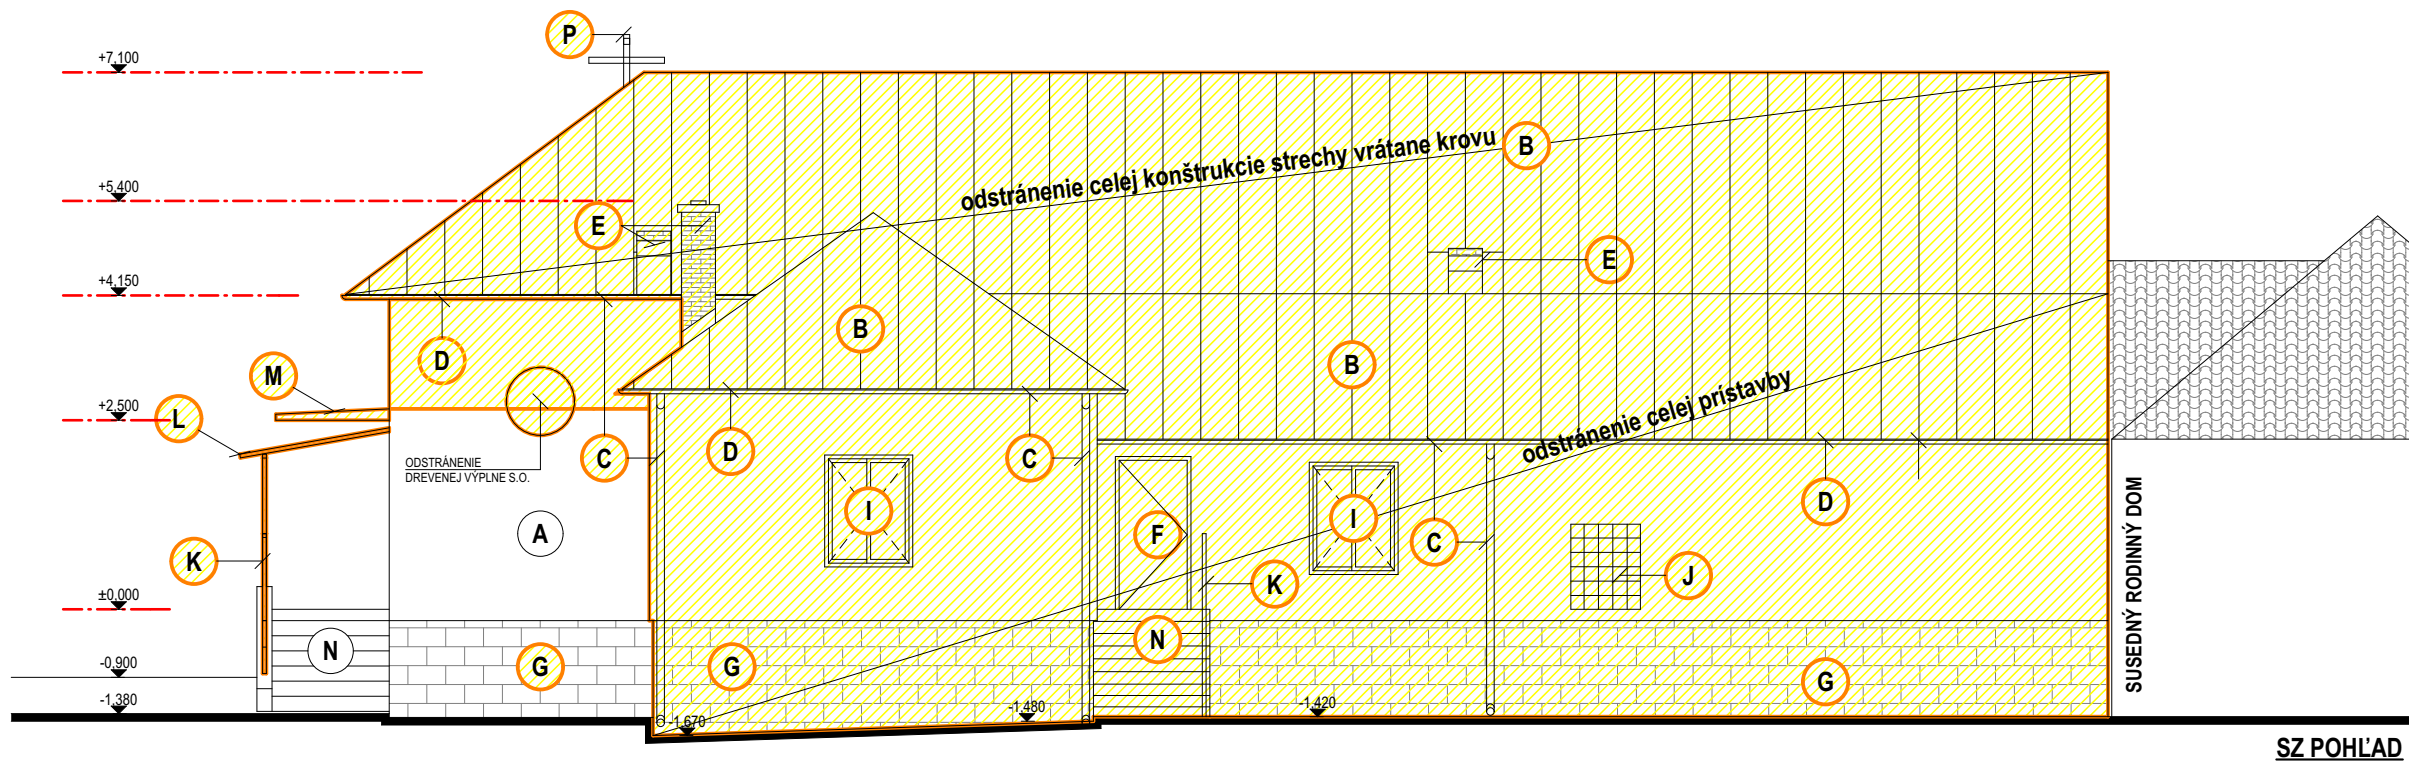 P
+7,100
odstránenie celej konštrukcie strechy vrátane krovu
B
+5,400
E
E
+4,150
B
D
B
M
+2,500
L
odstránenie celej prístavby
ODSTRÁNENIE
DREVENEJ VÝPLNE S.O.
C
D
C
D
A
I
F
I
C
K
K
J
±0,000
N
G
G
N
G
SUSEDNÝ RODINNÝ DOM
-0,900
-1,380
-1,670
-1,480
-1,420
SZ POHĽAD